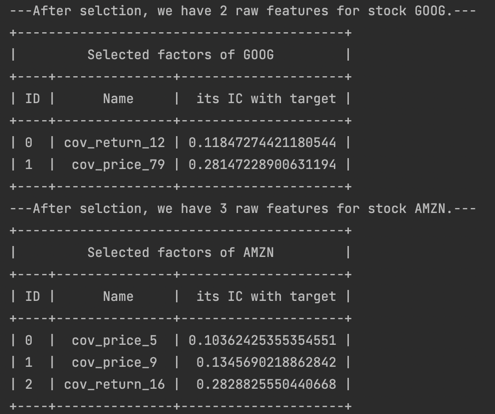 ---After selction, we have 2 raw features for stock GOOG.---
+----------------------------------------+
|         Selected factors of GOOG         |
+----+---------------+---------------------+
| ID |      Name     |  its IC with target |
+----+---------------+---------------------+
| 0  | cov_return_12 | 0.11847274421180544 |
| 1  |  cov_price_79 | 0.28147228900631194 |
+----+---------------+---------------------+
---After selction, we have 3 raw features for stock AMZN.---
+------------------------------------------+
|         Selected factors of AMZN         |
+----+---------------+---------------------+
| ID |      Name     |  its IC with target |
+----+---------------+---------------------+
| 0  |  cov_price_5  | 0.10362425355354551 |
| 1  |  cov_price_9  |  0.1345690218862842 |
| 2  | cov_return_16 |  0.2828825550440668 |
+----+---------------+---------------------+